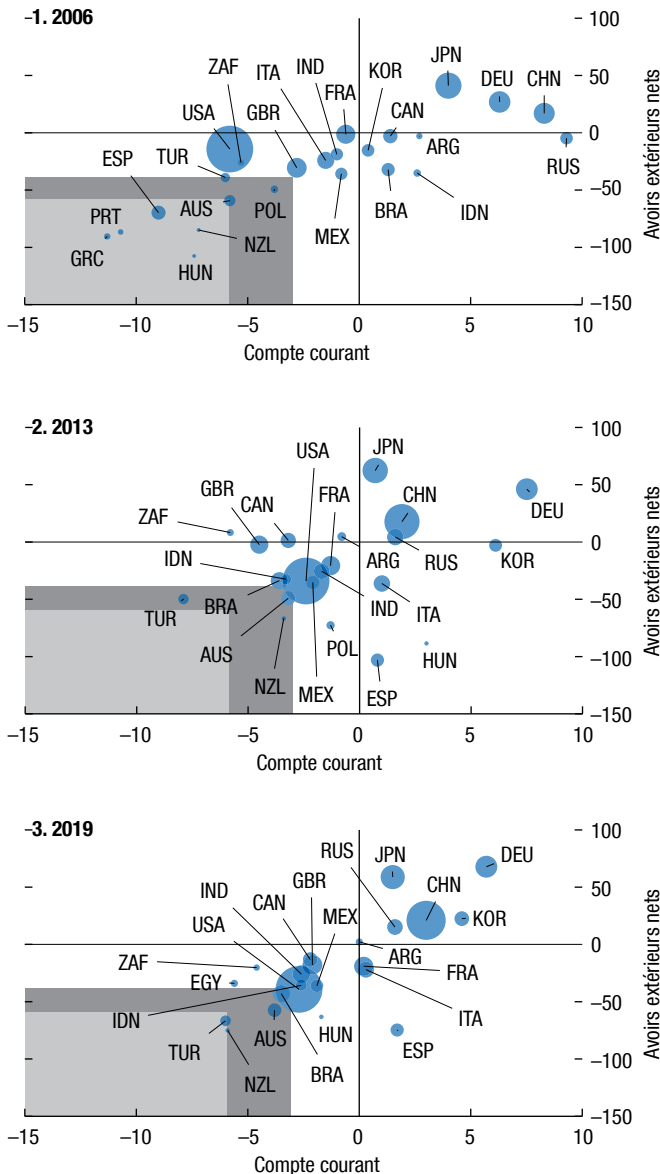 1. 2006
ZAF
ITA
IND
KOR
JPN
DEU
CHN
USA
GBR
FRA
CAN
ARG
RUS
ESP
TUR
AUS
POL
MEX
BRA
IDN
PRT
GRC
NZL
HUN
100
50
0
–50
–100
–150
Avoirs extérieurs nets
–15
–10
–5
0
5
10
Compte courant
2. 2013
USA
JPN
GBR
CAN
FRA
CHN
DEU
ZAF
ARG
RUS
KOR
IDN
BRA
IND
ITA
TUR
AUS
POL
HUN
NZL
MEX
ESP
100
50
0
–50
–100
–150
Avoirs extérieurs nets
–15
–10
–5
0
5
10
Compte courant
3. 2019
RUS
JPN
DEU
IND
GBR
CHN
CAN
MEX
KOR
USA
ARG
ZAF
FRA
EGY
IDN
ITA
TUR
AUS
HUN
ESP
NZL
BRA
100
50
0
–50
–100
–150
Avoirs extérieurs nets
–15
–10
–5
0
5
10
Compte courant